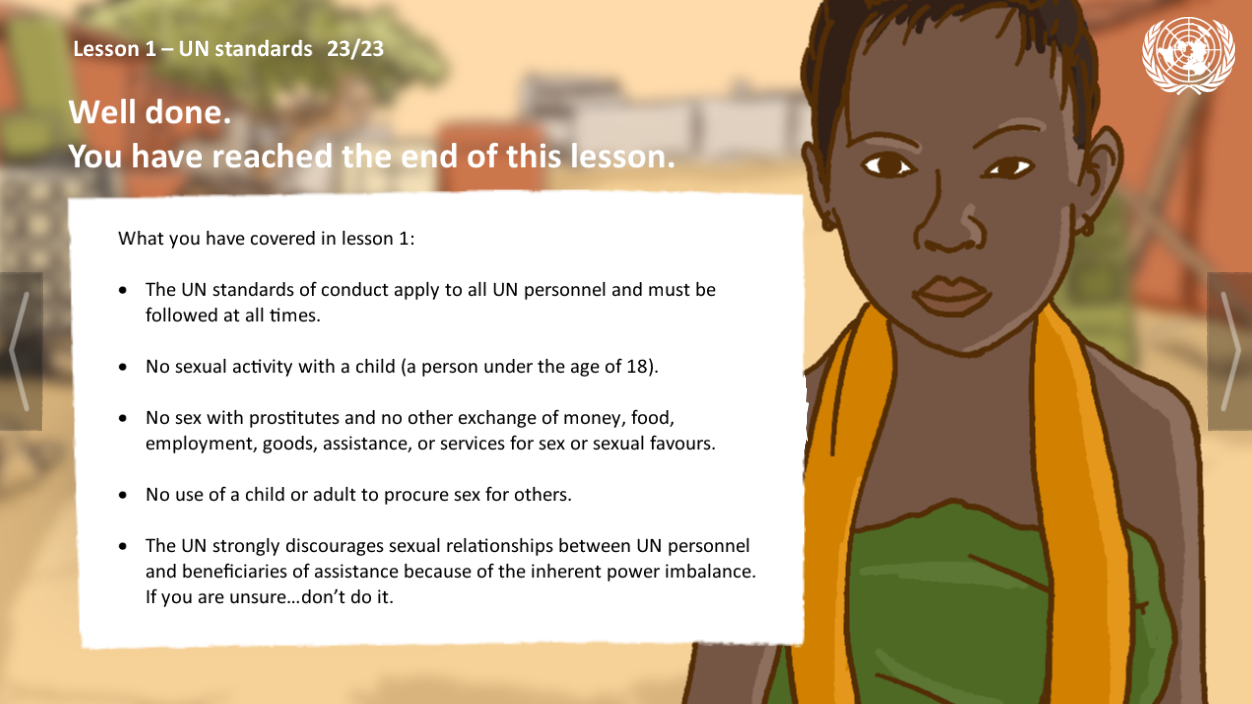 Lesson 1 – UN standards 23/23
Well done.
You have reached the end of this lesson.
What you have covered in lesson 1:
• The UN standards of conduct apply to all UN personnel and must be
followed at all times.
• No sexual activity with a child (a person under the age of 18).
• No sex with prostitutes and no other exchange of money, food,
employment, goods, assistance, or services for sex or sexual favours.
• No use of a child or adult to procure sex for others.
• The UN strongly discourages sexual relationships between UN personnel
and beneficiaries of assistance because of the inherent power imbalance.
If you are unsure…don’t do it.